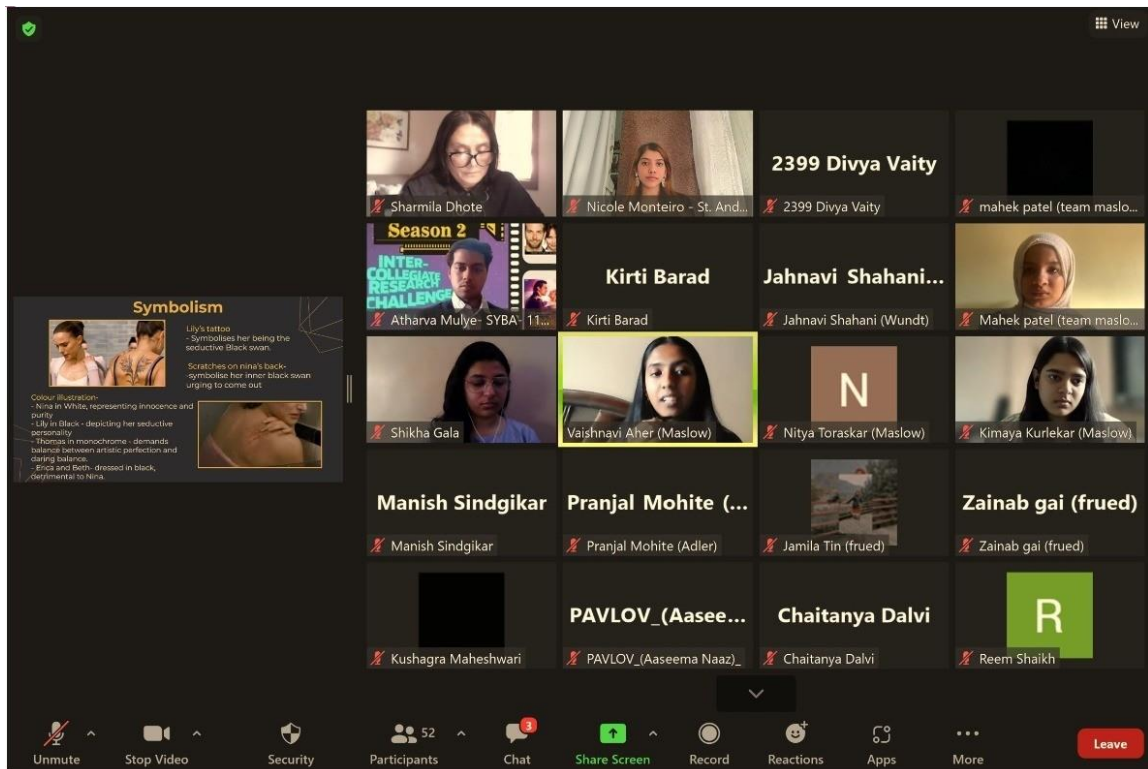 View
Symbolism
Lily's tattoo
- Symbolises her being the
seductive Black swan.
Scratches on nina's back-
-symbolise her inner black swan
urging to come out
Colour illustration-
- Nina in White, representing innocence and
purity
- Lily in Black - depicting her seductive
personality
- Thomas in monochrome - demands
balance between artistic perfection and
daring balance.
- Erica and Beth- dressed in black,
detrimental to Nina.
Sharmila Dhote
Nicole Monteiro - St. And...
2399 Divya Vaity
2399 Divya Vaity
mahek patel (team maslo...
Season 2
INTER-
COLLEGIATE
RESEARCH
CHALLENGE
Atharva Mulye- SYBA- 11...
Kirti Barad
Kirti Barad
Jahnavi Shahani...
Jahnavi Shahani (Wundt)
Mahek patel (team maslo...
Shikha Gala
Vaishnavi Aher (Maslow)
N
Nitya Toraskar (Maslow)
Kimaya Kurlekar (Maslow)
Manish Sindgikar
Manish Sindgikar
Pranjal Mohite (...
Pranjal Mohite (Adler)
Jamila Tin (frued)
Zainab gai (frued)
Zainab gai (frued)
Kushagra Maheshwari
PAVLOV_(Aasee...
PAVLOV_(Aaseema Naaz)_
Chaitanya Dalvi
Chaitanya Dalvi
R
Reem Shaikh
Unmute
Stop Video
Security
52
Participants
3
Chat
Share Screen
Record
Reactions
Apps
More
Leave